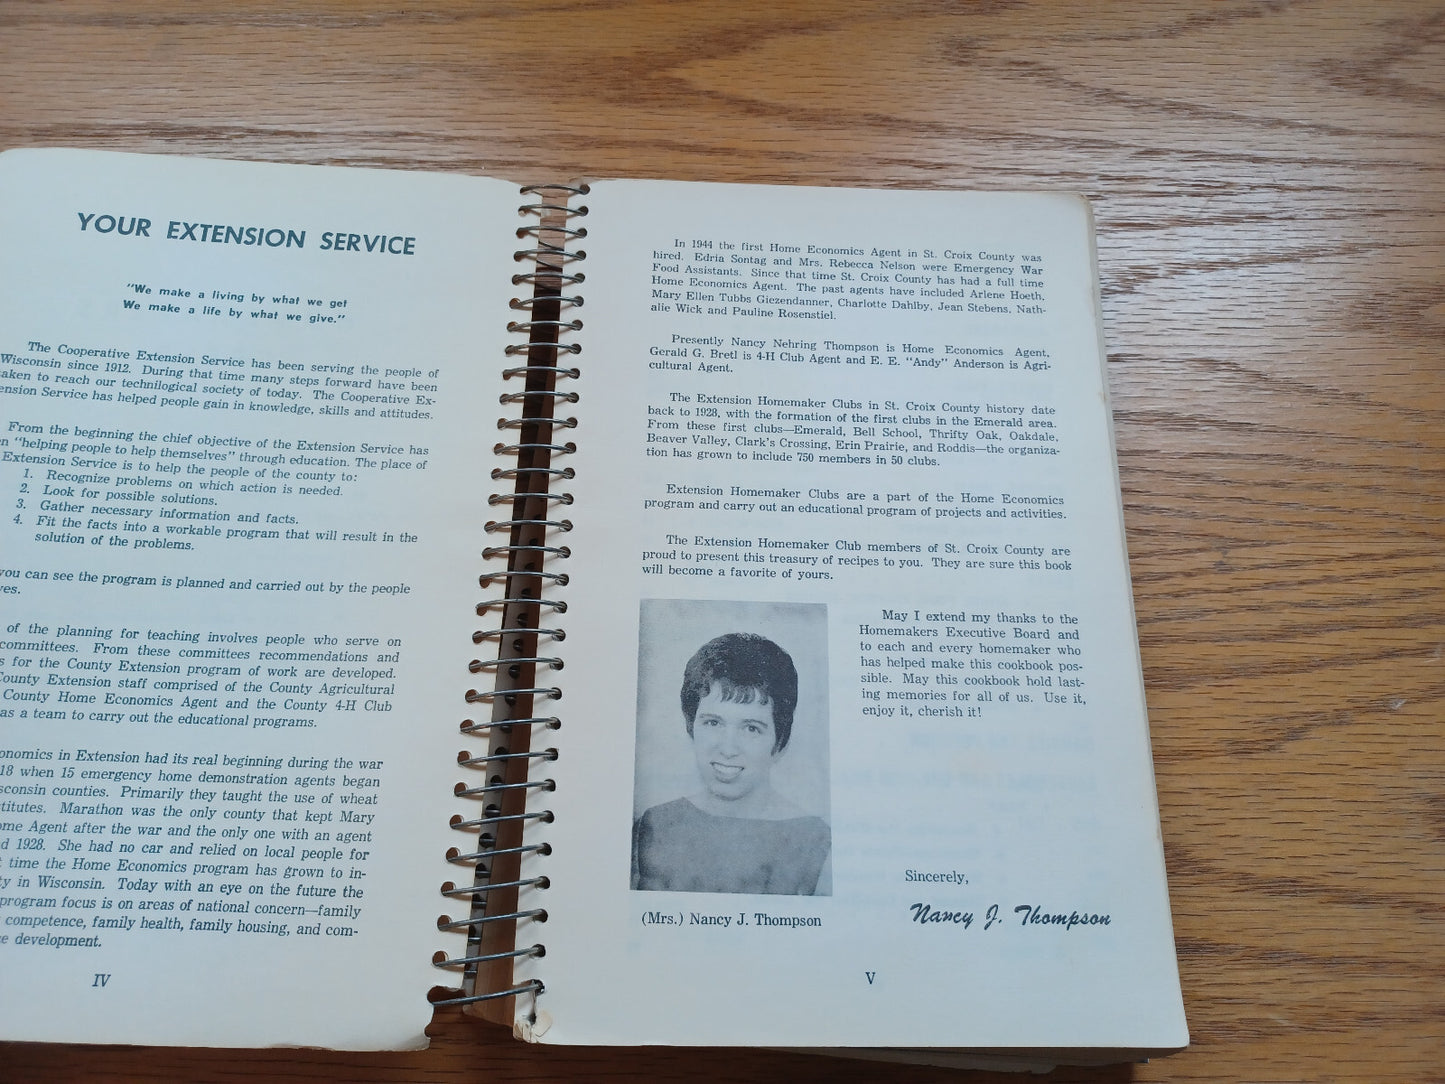 YOUR EXTENSION SERVICE
"We make a living by what we get
We make a life by what we give."
The Cooperative Extension Service has been serving the people of
Wisconsin since 1912. During that time many steps forward have been
taken to reach our technilogical society of today. The Cooperative Ex-
ension Service has helped people gain in knowledge, skills and attitudes.
From the beginning the chief objective of the Extension Service has
n "helping people to help themselves" through education. The place of
Extension Service is to help the people of the county to:
1. Recognize problems on which action is needed.
2. Look for possible solutions.
3. Gather necessary information and facts.
4. Fit the facts into a workable program that will result in the
solution of the problems.
you can see the program is planned and carried out by the people
ves.
of the planning for teaching involves people who serve on
committees. From these committees recommendations and
s for the County Extension program of work are developed.
County Extension staff comprised of the County Agricultural
County Home Economics Agent and the County 4-H Club
as a team to carry out the educational programs.
onomics in Extension had its real beginning during the war
18 when 15 emergency home demonstration agents began
isconsin counties. Primarily they taught the use of wheat
stitutes. Marathon was the only county that kept Mary
ome Agent after the war and the only one with an agent
d 1928. She had no car and relied on local people for
t time the Home Economics program has grown to in-
ty in Wisconsin. Today with an eye on the future the
program focus is on areas of national concern—family
competence, family health, family housing, and com-
e development.
IV
In 1944 the first Home Economics Agent in St. Croix County was
hired. Edria Sontag and Mrs. Rebecca Nelson were Emergency War
Food Assistants. Since that time St. Croix County has had a full time
Home Economics Agent. The past agents have included Arlene Hoeth,
Mary Ellen Tubbs Giezendanner, Charlotte Dahlby, Jean Stebens, Nath-
alie Wick and Pauline Rosenstiel.
Presently Nancy Nehring Thompson is Home Economics Agent,
Gerald G. Bretl is 4-H Club Agent and E. E. "Andy" Anderson is Agri-
cultural Agent.
The Extension Homemaker Clubs in St. Croix County history date
back to 1928, with the formation of the first clubs in the Emerald area.
From these first clubs—Emerald, Bell School, Thrifty Oak, Oakdale,
Beaver Valley, Clark's Crossing, Erin Prairie, and Roddis—the organiza-
tion has grown to include 750 members in 50 clubs.
Extension Homemaker Clubs are a part of the Home Economics
program and carry out an educational program of projects and activities.
The Extension Homemaker Club members of St. Croix County are
proud to present this treasury of recipes to you. They are sure this book
will become a favorite of yours.
May I extend my thanks to the
Homemakers Executive Board and
to each and every homemaker who
has helped make this cookbook pos-
sible. May this cookbook hold last-
ing memories for all of us. Use it,
enjoy it, cherish it!
Sincerely,
Nancy J. Thompson
(Mrs.) Nancy J. Thompson
V